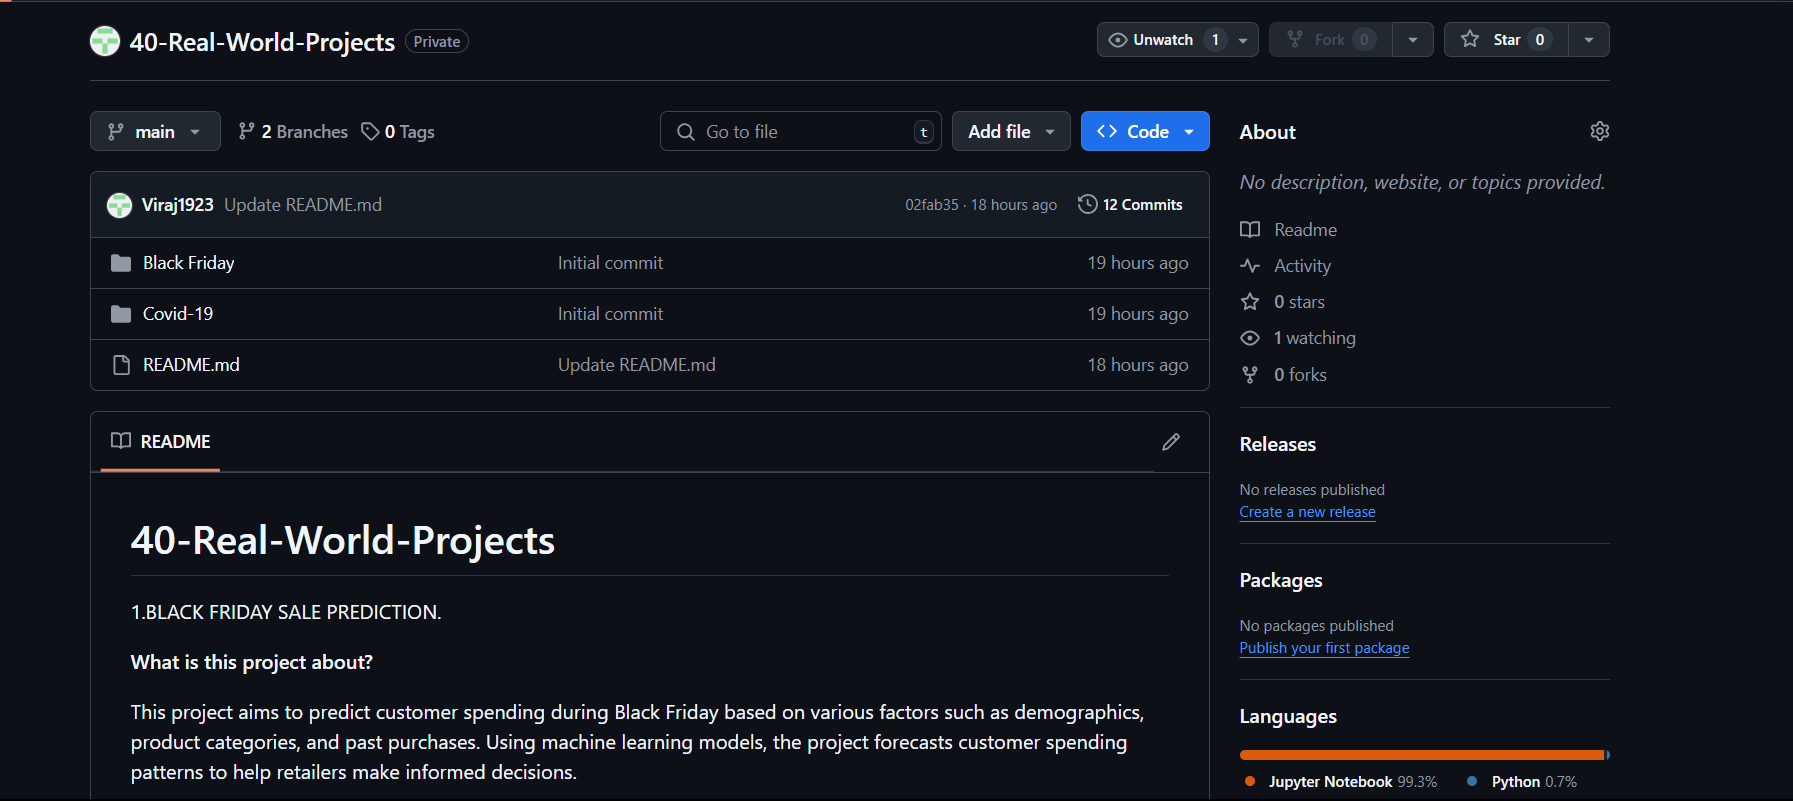 40-Real-World-Projects Private Unwatch 1 Fork 0 Star 0
main 2 Branches 0 Tags Go to file t Add file Code
Viraj1923 Update README.md 02fab35 · 18 hours ago 12 Commits
Black Friday Initial commit 19 hours ago
Covid-19 Initial commit 19 hours ago
README.md Update README.md 18 hours ago
README
40-Real-World-Projects
1.BLACK FRIDAY SALE PREDICTION.
What is this project about?
This project aims to predict customer spending during Black Friday based on various factors such as demographics,
product categories, and past purchases. Using machine learning models, the project forecasts customer spending
patterns to help retailers make informed decisions.
About
No description, website, or topics provided.
Readme
Activity
0 stars
1 watching
0 forks
Releases
No releases published
Create a new release
Packages
No packages published
Publish your first package
Languages
Jupyter Notebook 99.3% Python 0.7%